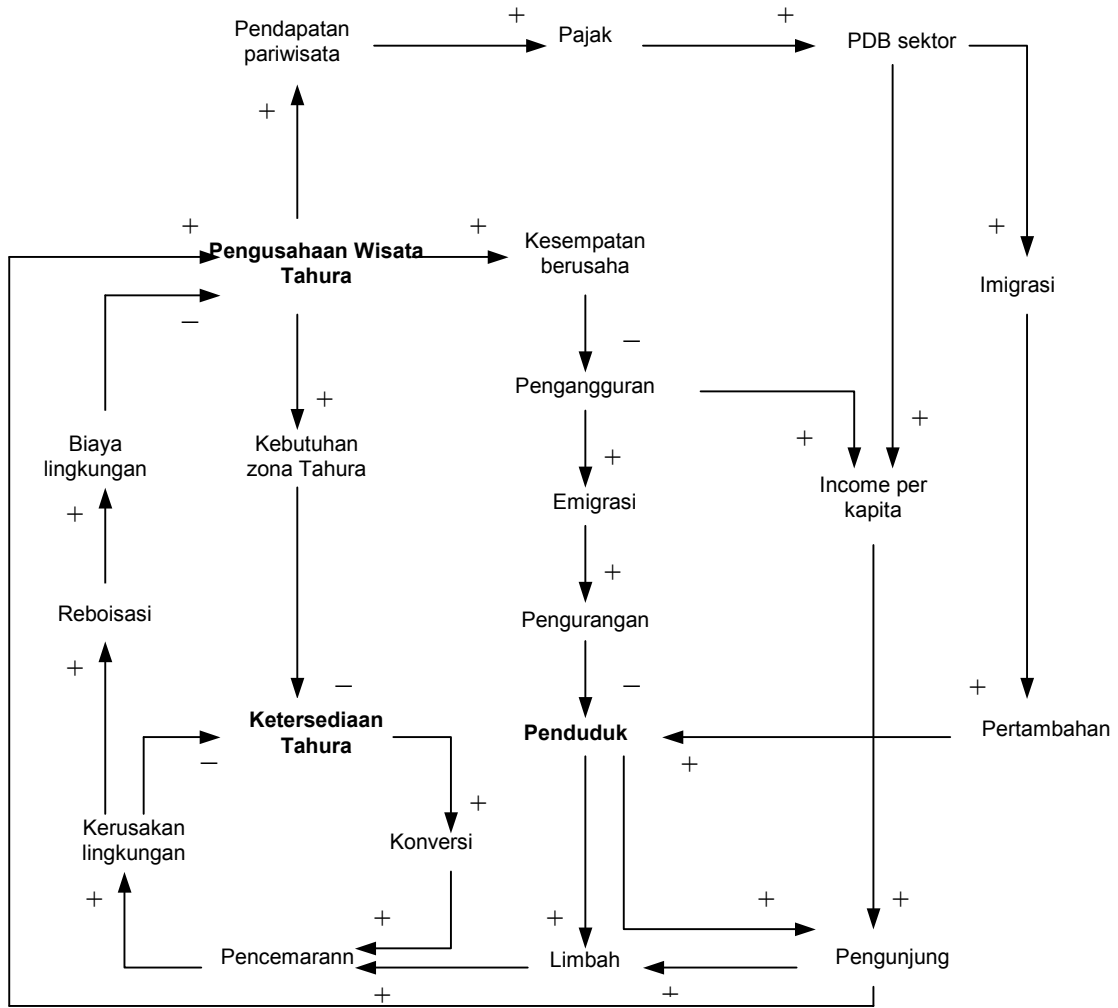 Pendapatan
pariwisata
Pajak
PDB sektor
+
+
+
Pengusahaan Wisata
Tahura
Kesempatan
berusaha
Imigrasi
+
+
+
−
−
Pengangguran
+
+
+
Biaya
lingkungan
Kebutuhan
zona Tahura
Income per
kapita
+
+
Emigrasi
+
Reboisasi
Pengurangan
+
−
−
+
Ketersediaan
Tahura
Penduduk
Pertambahan
−
+
+
Kerusakan
lingkungan
Konversi
+
+
+
+
+
Pencemarann
Limbah
Pengunjung
+
+